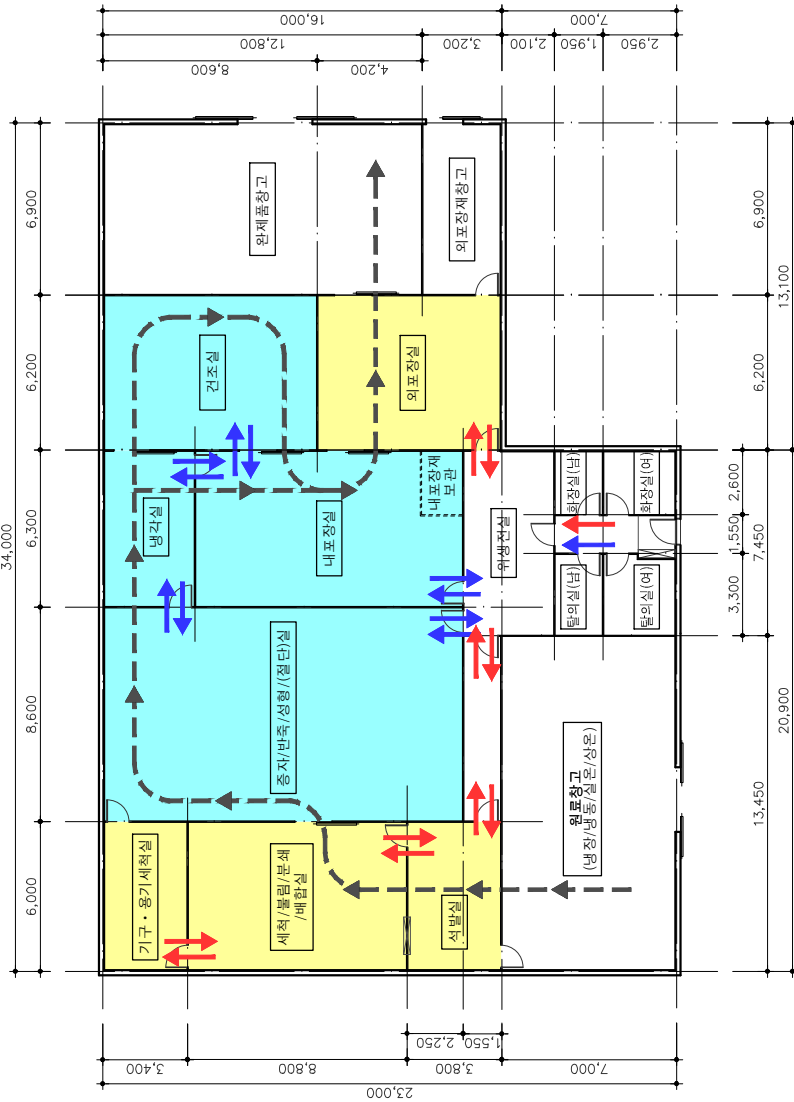 16,000
7,000
12,800
3,200
2,100
1,950
2,950
8,600
4,200
34,000
6,900
6,200
6,300
8,600
6,000
완제품창고
외포장재창고
건조실
외포장실
냉각실
내포장실
내포장재
보관
위생전실
화장실(남)
화장실(여)
탈의실(남)
탈의실(여)
증자/반죽/성형/(절단)실
원료창고
(냉장/냉동/실온/상온)
기구・용기세척실
세척/불림/분쇄
/배합실
석발실
6,900
6,200
13,100
2,600
1,550
3,300
7,450
13,450
20,900
2,250
1,550
3,400
8,800
3,800
7,000
23,000